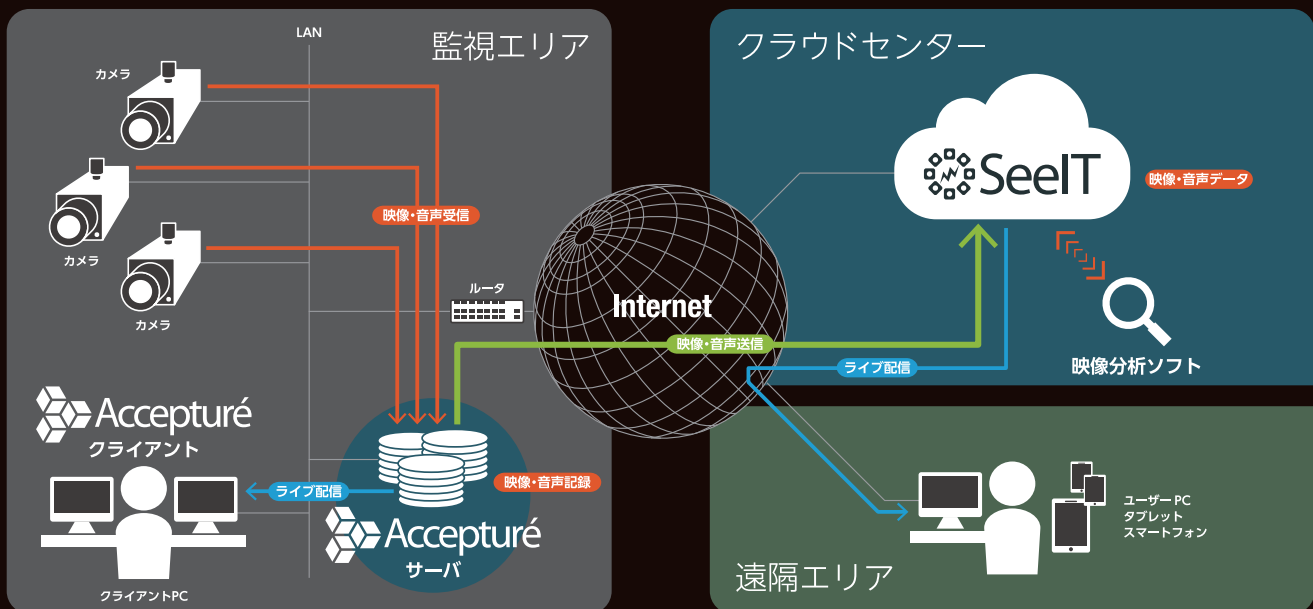 LAN
監視エリア
カメラ
カメラ
カメラ
映像・音声受信
ルータ
Accepturé
クライアント
ライブ配信
クライアントPC
映像・音声記録
Accepturé
サーバ
Internet
映像・音声送信
クラウドセンター
SeeIT
映像・音声データ
映像分析ソフト
ライブ配信
ユーザーPC
タブレット
スマートフォン
遠隔エリア